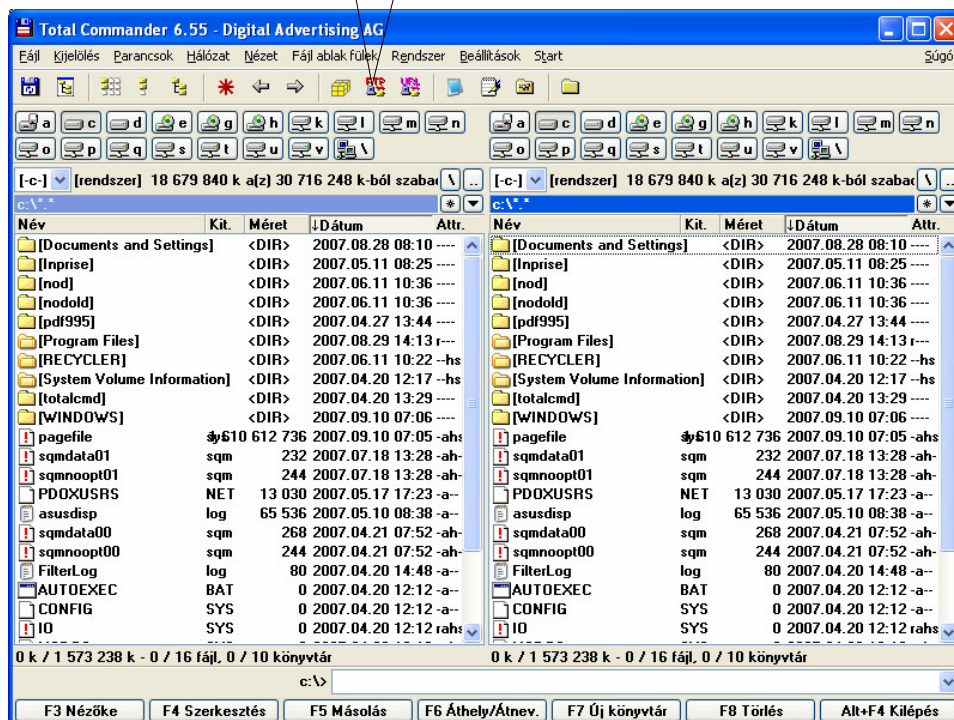 Total Commander 6.55 - Digital Advertising AG
Fájl Kijelölés Parancsok Hálózat Nézet Fájl ablak fülek Rendszer Beállítások Start Súgó
FTP URL
a c d e g h k l m n a c d e g h k l m n
o p q s t u v \ o p q s t u v \
[-c-] [rendszer] 18 679 840 k a(z) 30 716 248 k-ból szabad \ .. [-c-] [rendszer] 18 679 840 k a(z) 30 716 248 k-ból szabad \ ..
c:\*.* * c:\*.* *
Név Kit. Méret ↓Dátum Attr. Név Kit. Méret ↓Dátum Attr.
[Documents and Settings] <DIR> 2007.08.28 08:10 ---- [Documents and Settings] <DIR> 2007.08.28 08:10 ----
[Inprise] <DIR> 2007.05.11 08:25 ---- [Inprise] <DIR> 2007.05.11 08:25 ----
[nod] <DIR> 2007.06.11 10:36 ---- [nod] <DIR> 2007.06.11 10:36 ----
[nodold] <DIR> 2007.06.11 10:36 ---- [nodold] <DIR> 2007.06.11 10:36 ----
[pdf995] <DIR> 2007.04.27 13:44 ---- [pdf995] <DIR> 2007.04.27 13:44 ----
[Program Files] <DIR> 2007.08.29 14:13 r--- [Program Files] <DIR> 2007.08.29 14:13 r---
[RECYCLER] <DIR> 2007.06.11 10:22 --hs [RECYCLER] <DIR> 2007.06.11 10:22 --hs
[System Volume Information] <DIR> 2007.04.20 12:17 --hs [System Volume Information] <DIR> 2007.04.20 12:17 --hs
[totalcmd] <DIR> 2007.04.20 13:29 ---- [totalcmd] <DIR> 2007.04.20 13:29 ----
[WINDOWS] <DIR> 2007.09.10 07:06 ---- [WINDOWS] <DIR> 2007.09.10 07:06 ----
pagefile 10 612 736 2007.09.10 07:05 -ahs pagefile 10 612 736 2007.09.10 07:05 -ahs
sqmdata01 sqm 232 2007.07.18 13:28 -ah- sqmdata01 sqm 232 2007.07.18 13:28 -ah-
sqmnoopt01 sqm 244 2007.07.18 13:28 -ah- sqmnoopt01 sqm 244 2007.07.18 13:28 -ah-
PDOXUSRS NET 13 030 2007.05.17 17:23 -a-- PDOXUSRS NET 13 030 2007.05.17 17:23 -a--
asusdisp log 65 536 2007.05.10 08:38 -a-- asusdisp log 65 536 2007.05.10 08:38 -a--
sqmdata00 sqm 268 2007.04.21 07:52 -ah- sqmdata00 sqm 268 2007.04.21 07:52 -ah-
sqmnoopt00 sqm 244 2007.04.21 07:52 -ah- sqmnoopt00 sqm 244 2007.04.21 07:52 -ah-
FilterLog log 80 2007.04.20 14:48 -a-- FilterLog log 80 2007.04.20 14:48 -a--
AUTOEXEC BAT 0 2007.04.20 12:12 -a-- AUTOEXEC BAT 0 2007.04.20 12:12 -a--
CONFIG SYS 0 2007.04.20 12:12 -a-- CONFIG SYS 0 2007.04.20 12:12 -a--
IO SYS 0 2007.04.20 12:12 rahs IO SYS 0 2007.04.20 12:12 rahs
0 k / 1 573 238 k - 0 / 16 fájl, 0 / 10 könyvtár 0 k / 1 573 238 k - 0 / 16 fájl, 0 / 10 könyvtár
c:\>
F3 Nézőke F4 Szerkesztés F5 Másolás F6 Áthely/Átnev. F7 Új könyvtár F8 Törlés Alt+F4 Kilépés